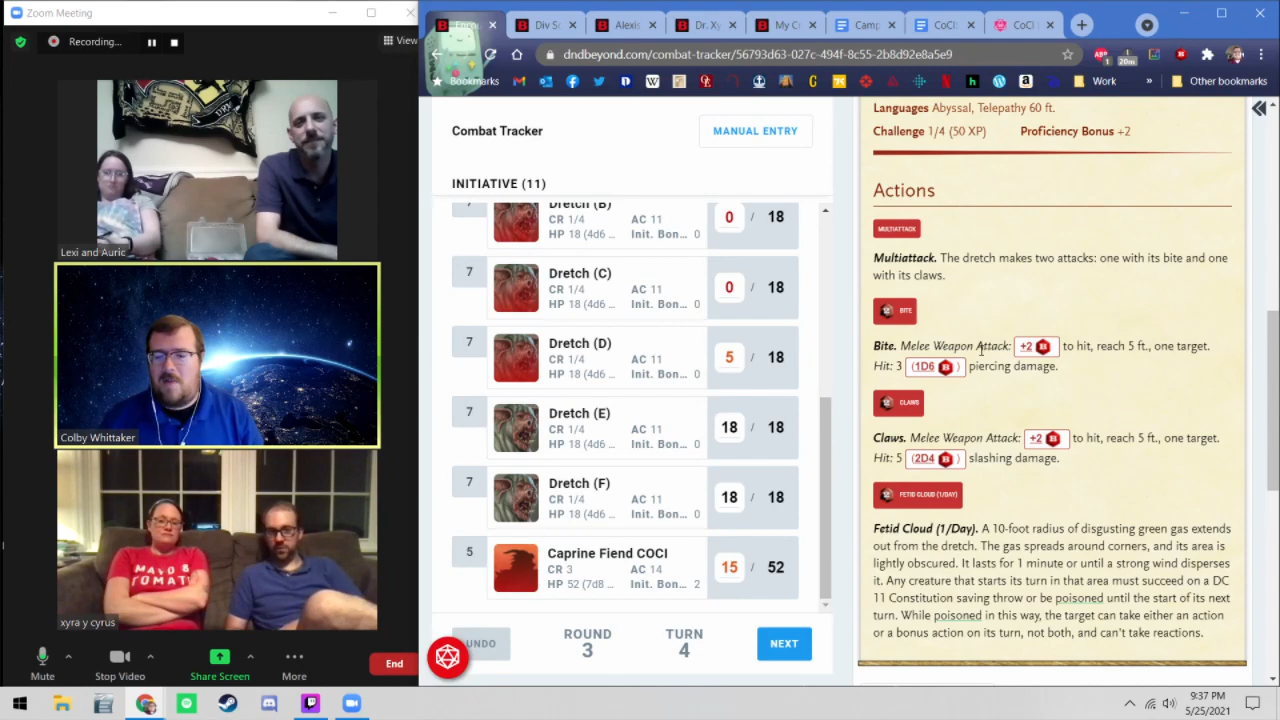 Zoom Meeting
Recording...
View
Lexi and Auric
Colby Whittaker
MAYO &
TOMATO
xyra y cyrus
Mute
Stop Video
Share Screen
More
End
Div S
Alexis
Dr. Xy
My C
Camp
CoCI
CoCI
dndbeyond.com/combat-tracker/56793d63-027c-494f-8c55-2b8d92e8a5e9
1
20m
Bookmarks
Work
»
Other bookmarks
Combat Tracker
MANUAL ENTRY
INITIATIVE (11)
7
Dretch (B)
CR 1/4
AC 11
HP 18 (4d6 ...
Init. Bon... 0
0 / 18
7
Dretch (C)
CR 1/4
AC 11
HP 18 (4d6 ...
Init. Bon... 0
0 / 18
7
Dretch (D)
CR 1/4
AC 11
HP 18 (4d6 ...
Init. Bon... 0
5 / 18
7
Dretch (E)
CR 1/4
AC 11
HP 18 (4d6 ...
Init. Bon... 0
18 / 18
7
Dretch (F)
CR 1/4
AC 11
HP 18 (4d6 ...
Init. Bon... 0
18 / 18
5
Caprine Fiend COCI
CR 3
AC 14
HP 52 (7d8 ...
Init. Bon... 2
15 / 52
UNDO
ROUND
3
TURN
4
NEXT
Languages Abyssal, Telepathy 60 ft.
Challenge 1/4 (50 XP) Proficiency Bonus +2
Actions
MULTIATTACK
Multiattack. The dretch makes two attacks: one with its bite and one
with its claws.
BITE
Bite. Melee Weapon Attack: +2 to hit, reach 5 ft., one target.
Hit: 3 (1D6 ) piercing damage.
CLAWS
Claws. Melee Weapon Attack: +2 to hit, reach 5 ft., one target.
Hit: 5 (2D4 ) slashing damage.
FETID CLOUD (1/DAY)
Fetid Cloud (1/Day). A 10-foot radius of disgusting green gas extends
out from the dretch. The gas spreads around corners, and its area is
lightly obscured. It lasts for 1 minute or until a strong wind disperses
it. Any creature that starts its turn in that area must succeed on a DC
11 Constitution saving throw or be poisoned until the start of its next
turn. While poisoned in this way, the target can take either an action
or a bonus action on its turn, not both, and can't take reactions.
9:37 PM
5/25/2021